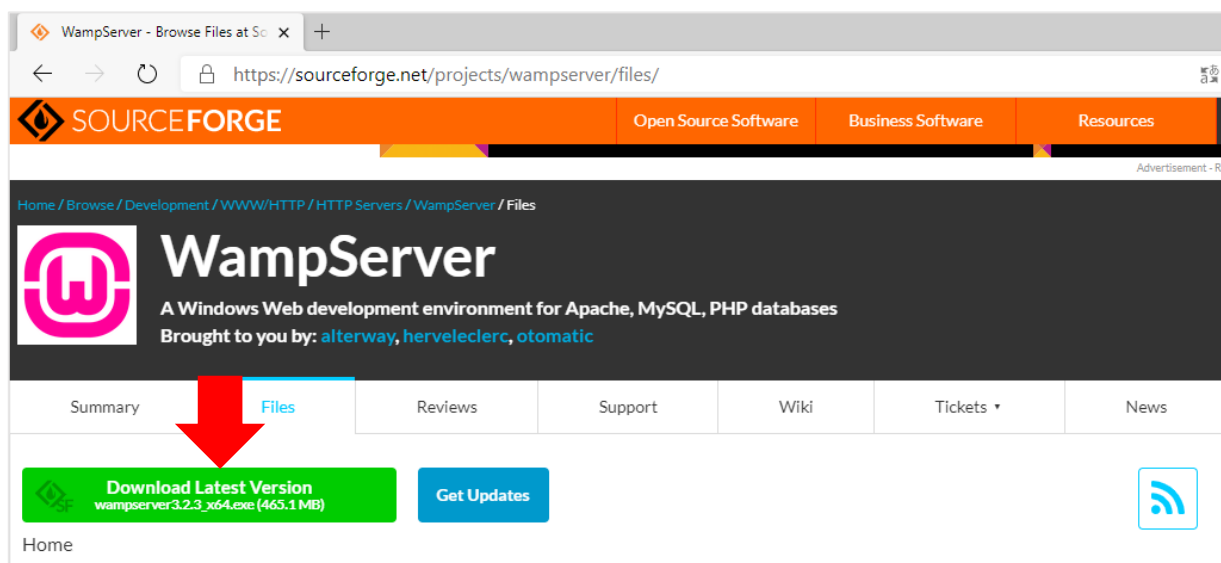 WampServer - Browse Files at So
https://sourceforge.net/projects/wampserver/files/
SOURCEFORGE Open Source Software Business Software Resources
Advertisement - R
Home / Browse / Development / WWW/HTTP / HTTP Servers / WampServer / Files
WampServer
A Windows Web development environment for Apache, MySQL, PHP databases
Brought to you by: alterway, herveleclerc, otomatic
Summary Files Reviews Support Wiki Tickets News
Download Latest Version
wampserver3.2.3_x64.exe (465.1 MB)
SF
Get Updates
Home